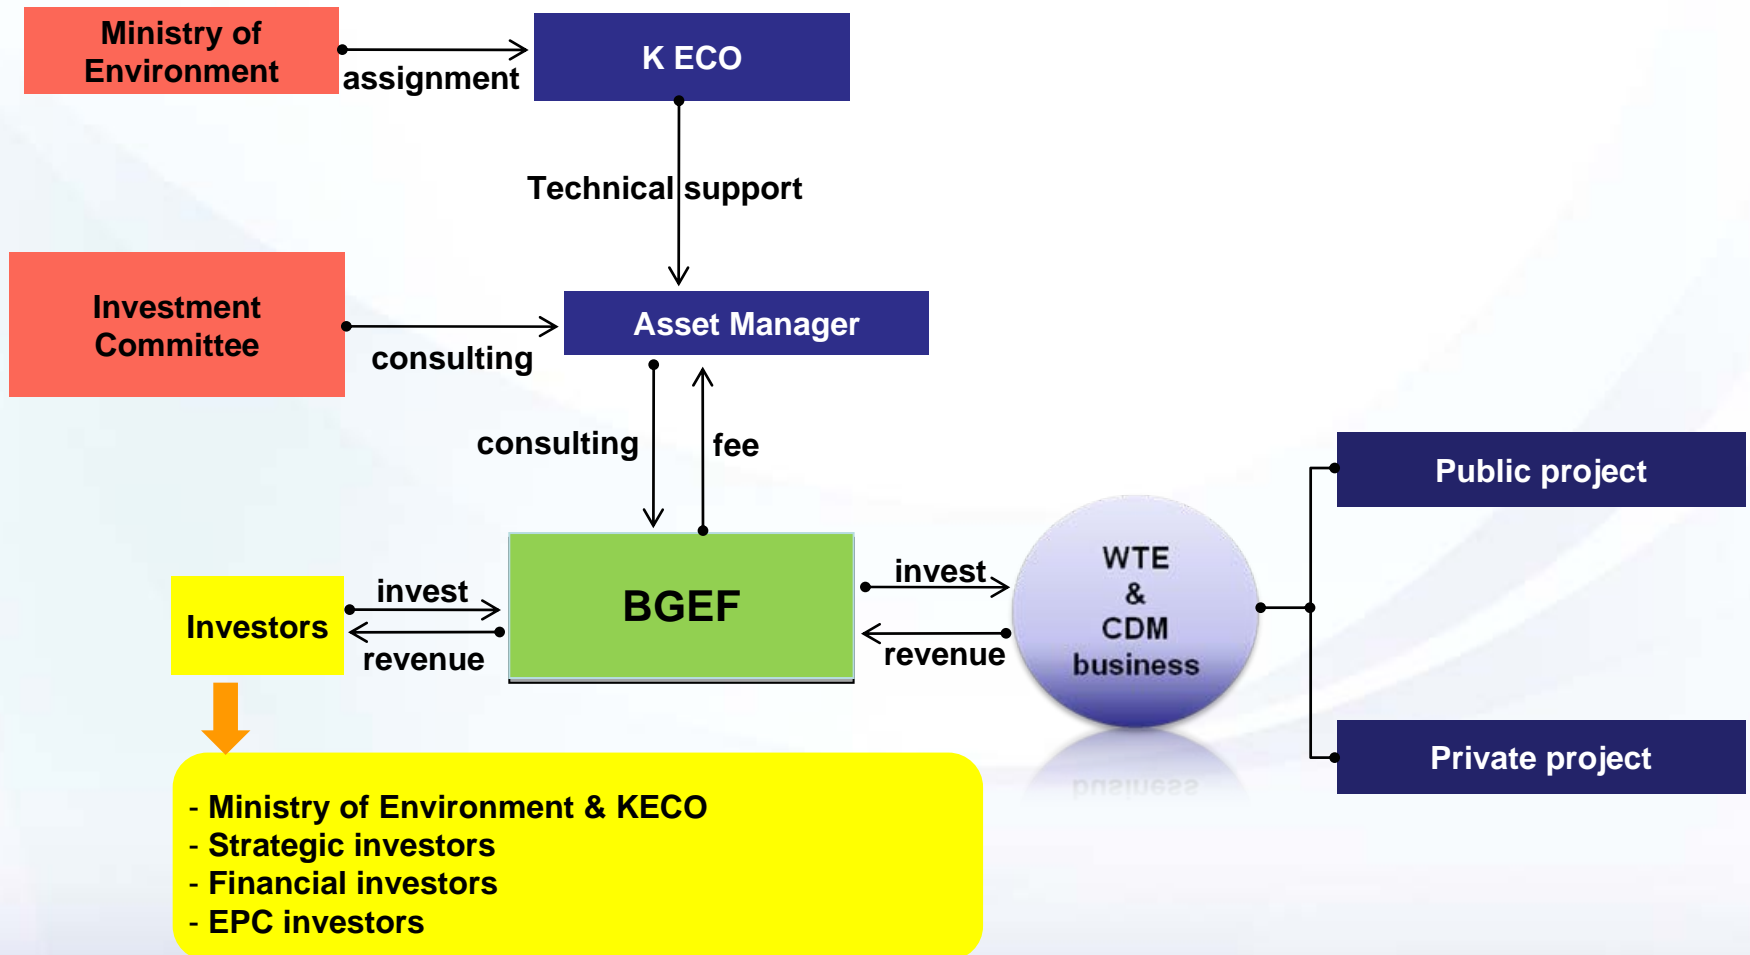 Ministry of
Environment
assignment
K ECO
Technical support
Investment
Committee
consulting
Asset Manager
consulting
fee
Public project
Investors
invest
revenue
BGEF
invest
revenue
WTE
&
CDM
business
Private project
- Ministry of Environment & KECO
- Strategic investors
- Financial investors
- EPC investors